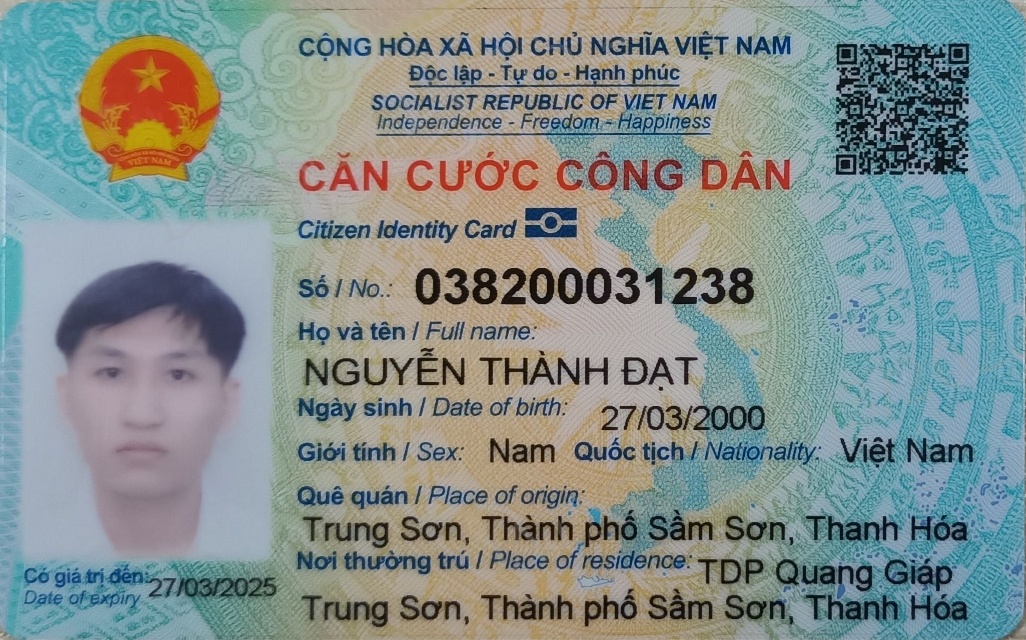 CỘNG HÒA XÃ HỘI CHỦ NGHĨA VIỆT NAM
Độc lập - Tự do - Hạnh phúc
SOCIALIST REPUBLIC OF VIET NAM
Independence - Freedom - Happiness
VIỆT NAM
CĂN CƯỚC CÔNG DÂN
Citizen Identity Card
Số / No.: 038200031238
Họ và tên / Full name:
NGUYỄN THÀNH ĐẠT
Ngày sinh / Date of birth: 27/03/2000
Giới tính / Sex: Nam Quốc tịch / Nationality: Việt Nam
Quê quán / Place of origin:
Trung Sơn, Thành phố Sầm Sơn, Thanh Hóa
Nơi thường trú / Place of residence: TDP Quang Giáp
Trung Sơn, Thành phố Sầm Sơn, Thanh Hóa
Có giá trị đến: 27/03/2025
Date of expiry